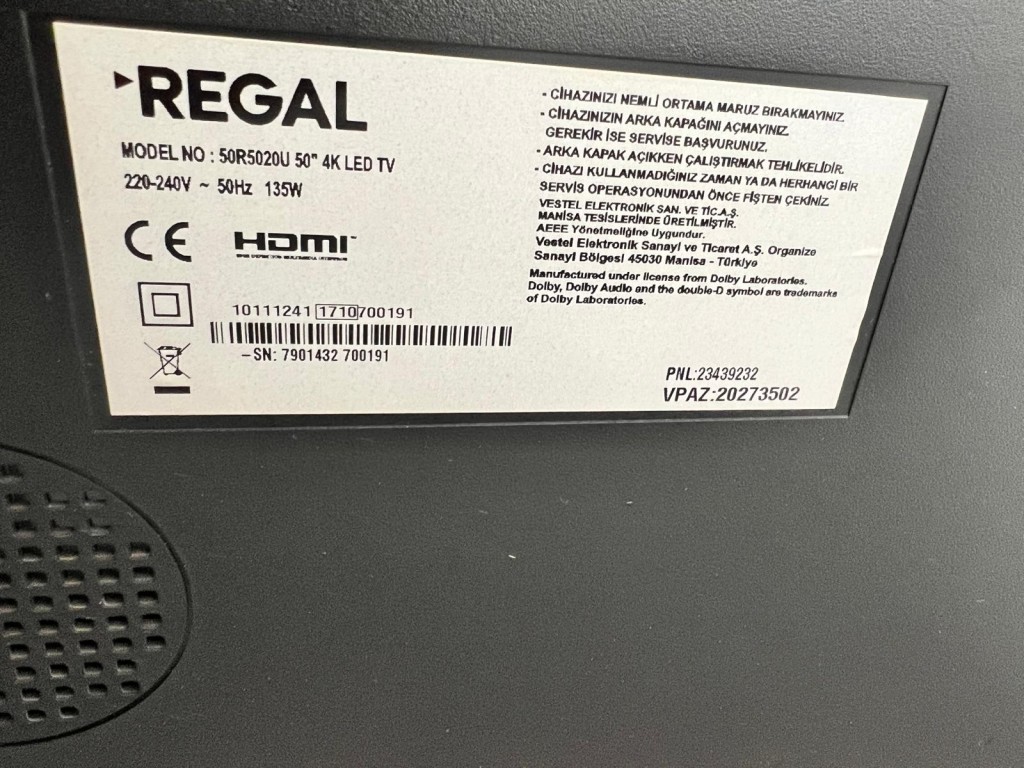 REGAL
MODEL NO : 50R5020U 50" 4K LED TV
220-240V ~ 50Hz 135W
CE HDMI
10111241 1710 700191
-SN: 7901432 700191
- CİHAZINIZI NEMLİ ORTAMA MARUZ BIRAKMAYINIZ.
- CİHAZINIZIN ARKA KAPAĞINI AÇMAYINIZ.
GEREKİR İSE SERVİSE BAŞVURUNUZ.
- ARKA KAPAK AÇIKKEN ÇALIŞTIRMAK TEHLİKELİDİR.
- CİHAZI KULLANMADIĞINIZ ZAMAN YA DA HERHANGİ BİR
SERVİS OPERASYONUNDAN ÖNCE FİŞTEN ÇEKİNİZ.
VESTEL ELEKTRONİK SAN. VE TİC.A.Ş.
MANİSA TESİSLERİNDE ÜRETİLMİŞTİR.
AEEE Yönetmeliğine Uygundur.
Vestel Elektronik Sanayi ve Ticaret A.Ş. Organize
Sanayi Bölgesi 45030 Manisa - Türkiye
Manufactured under license from Dolby Laboratories.
Dolby, Dolby Audio and the double-D symbol are trademarks
of Dolby Laboratories.
PNL:23439232
VPAZ:20273502